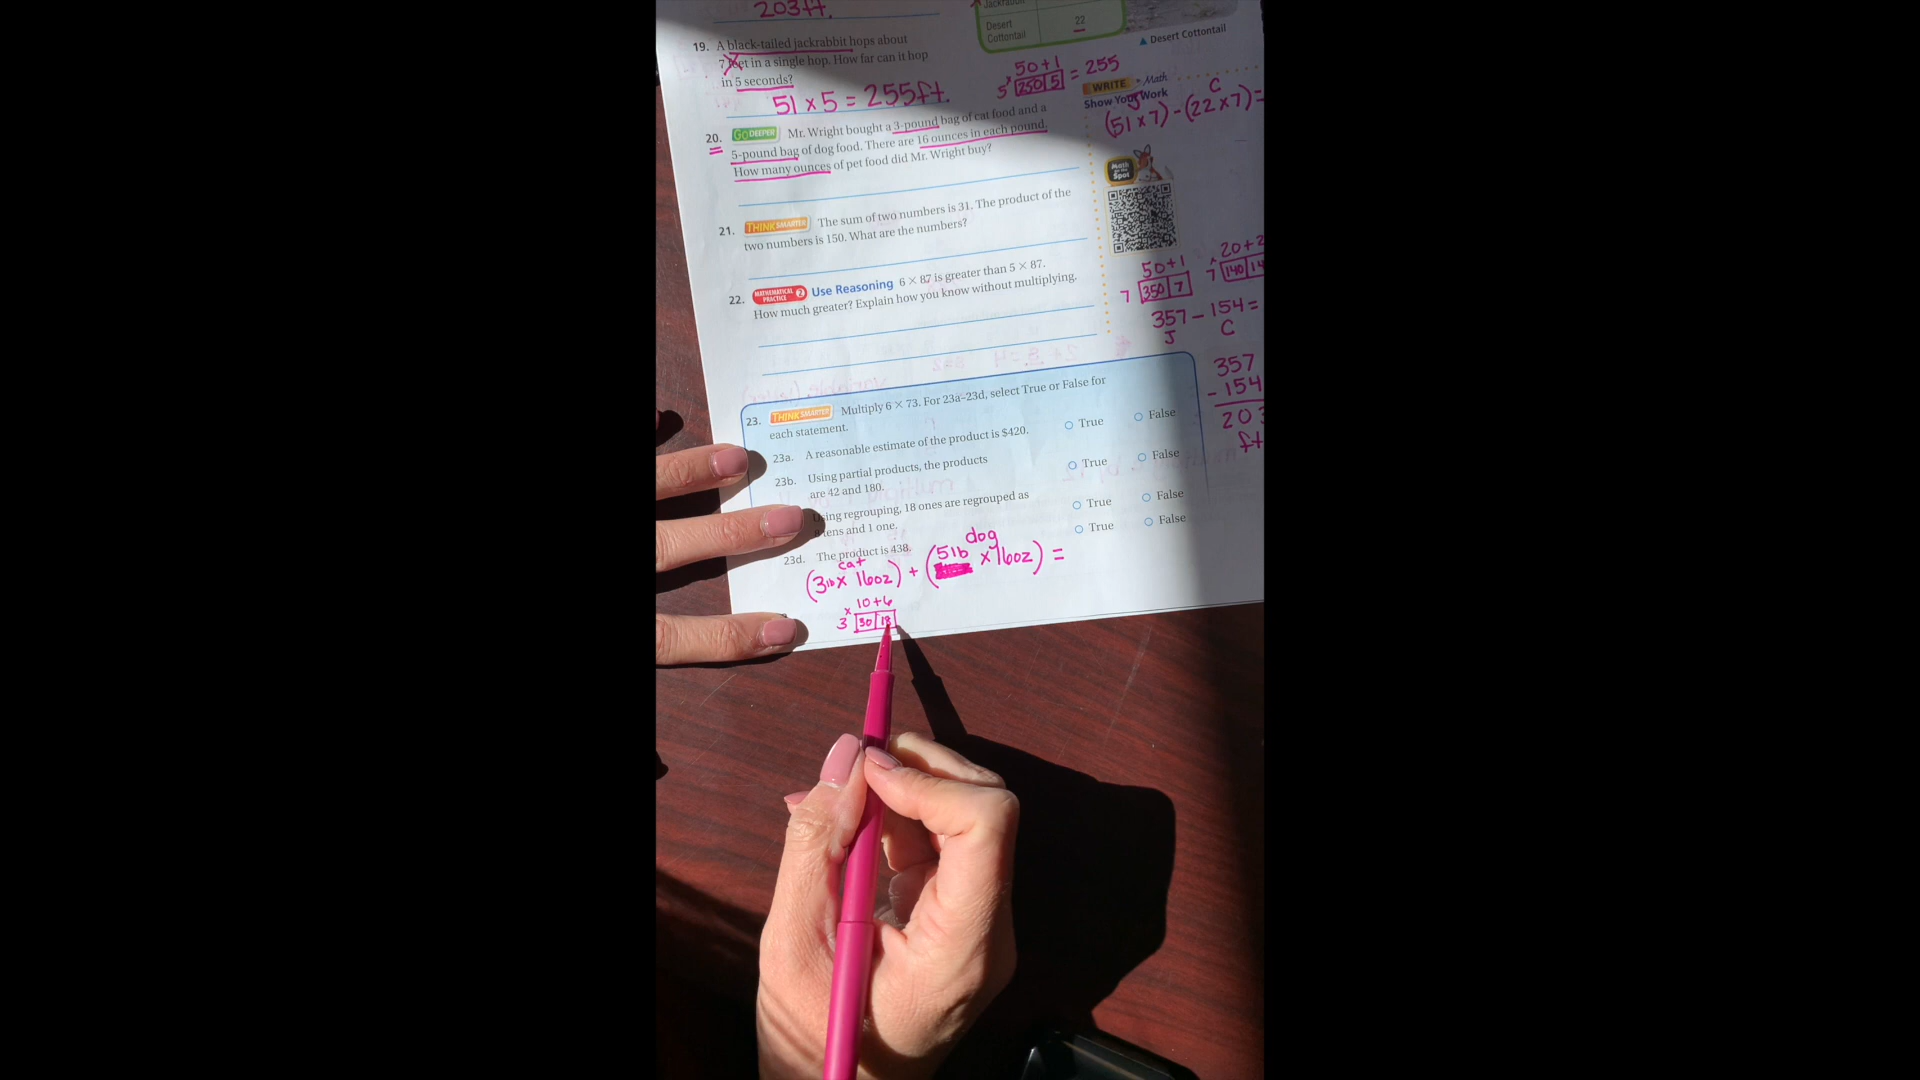 203ft.
Jackrabbit
Desert
Cottontail
22
▲ Desert Cottontail
19. A black-tailed jackrabbit hops about
7 feet in a single hop. How far can it hop
in 5 seconds?
51 x 5 = 255ft.
50+1
x
5 250 5 = 255
WRITE Math
Show Your Work
J C
(51 x 7) - (22 x 7) =
20. GO DEEPER Mr. Wright bought a 3-pound bag of cat food and a
5-pound bag of dog food. There are 16 ounces in each pound.
How many ounces of pet food did Mr. Wright buy?
Math on the Spot
21. THINK SMARTER The sum of two numbers is 31. The product of the
two numbers is 150. What are the numbers?
22. MATHEMATICAL PRACTICE 2 Use Reasoning 6 × 87 is greater than 5 × 87.
How much greater? Explain how you know without multiplying.
50+1
7 350 7
x 20+2
7 140 14
357 - 154 =
J C
357
- 154
203
ft
23. THINK SMARTER Multiply 6 × 73. For 23a–23d, select True or False for
each statement.
23a. A reasonable estimate of the product is $420. True False
23b. Using partial products, the products
are 42 and 180. True False
Using regrouping, 18 ones are regrouped as
tens and 1 one. True False
23d. The product is 438. True False
cat dog
(3lb x 16oz) + (5lb x 16oz) =
x 10+6
3 30 18